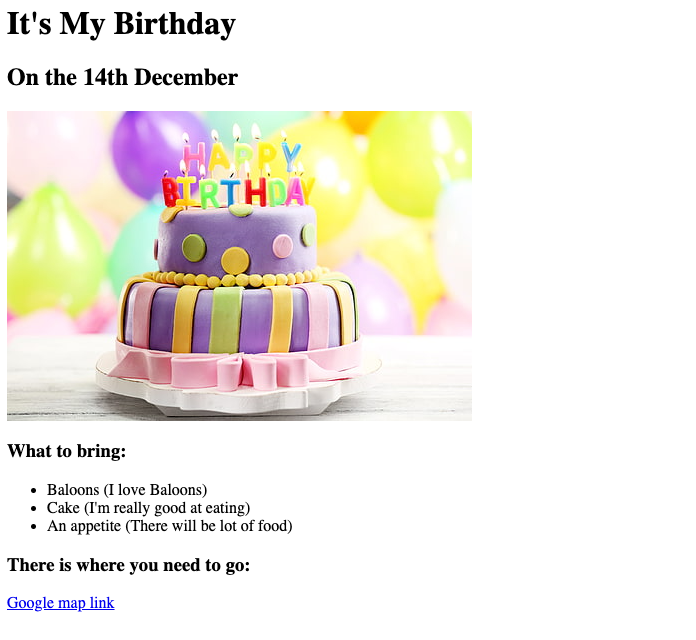 It's My Birthday
On the 14th December
HAPPY
BIRTHDAY
What to bring:
Baloons (I love Baloons)
Cake (I'm really good at eating)
An appetite (There will be lot of food)
There is where you need to go:
Google map link